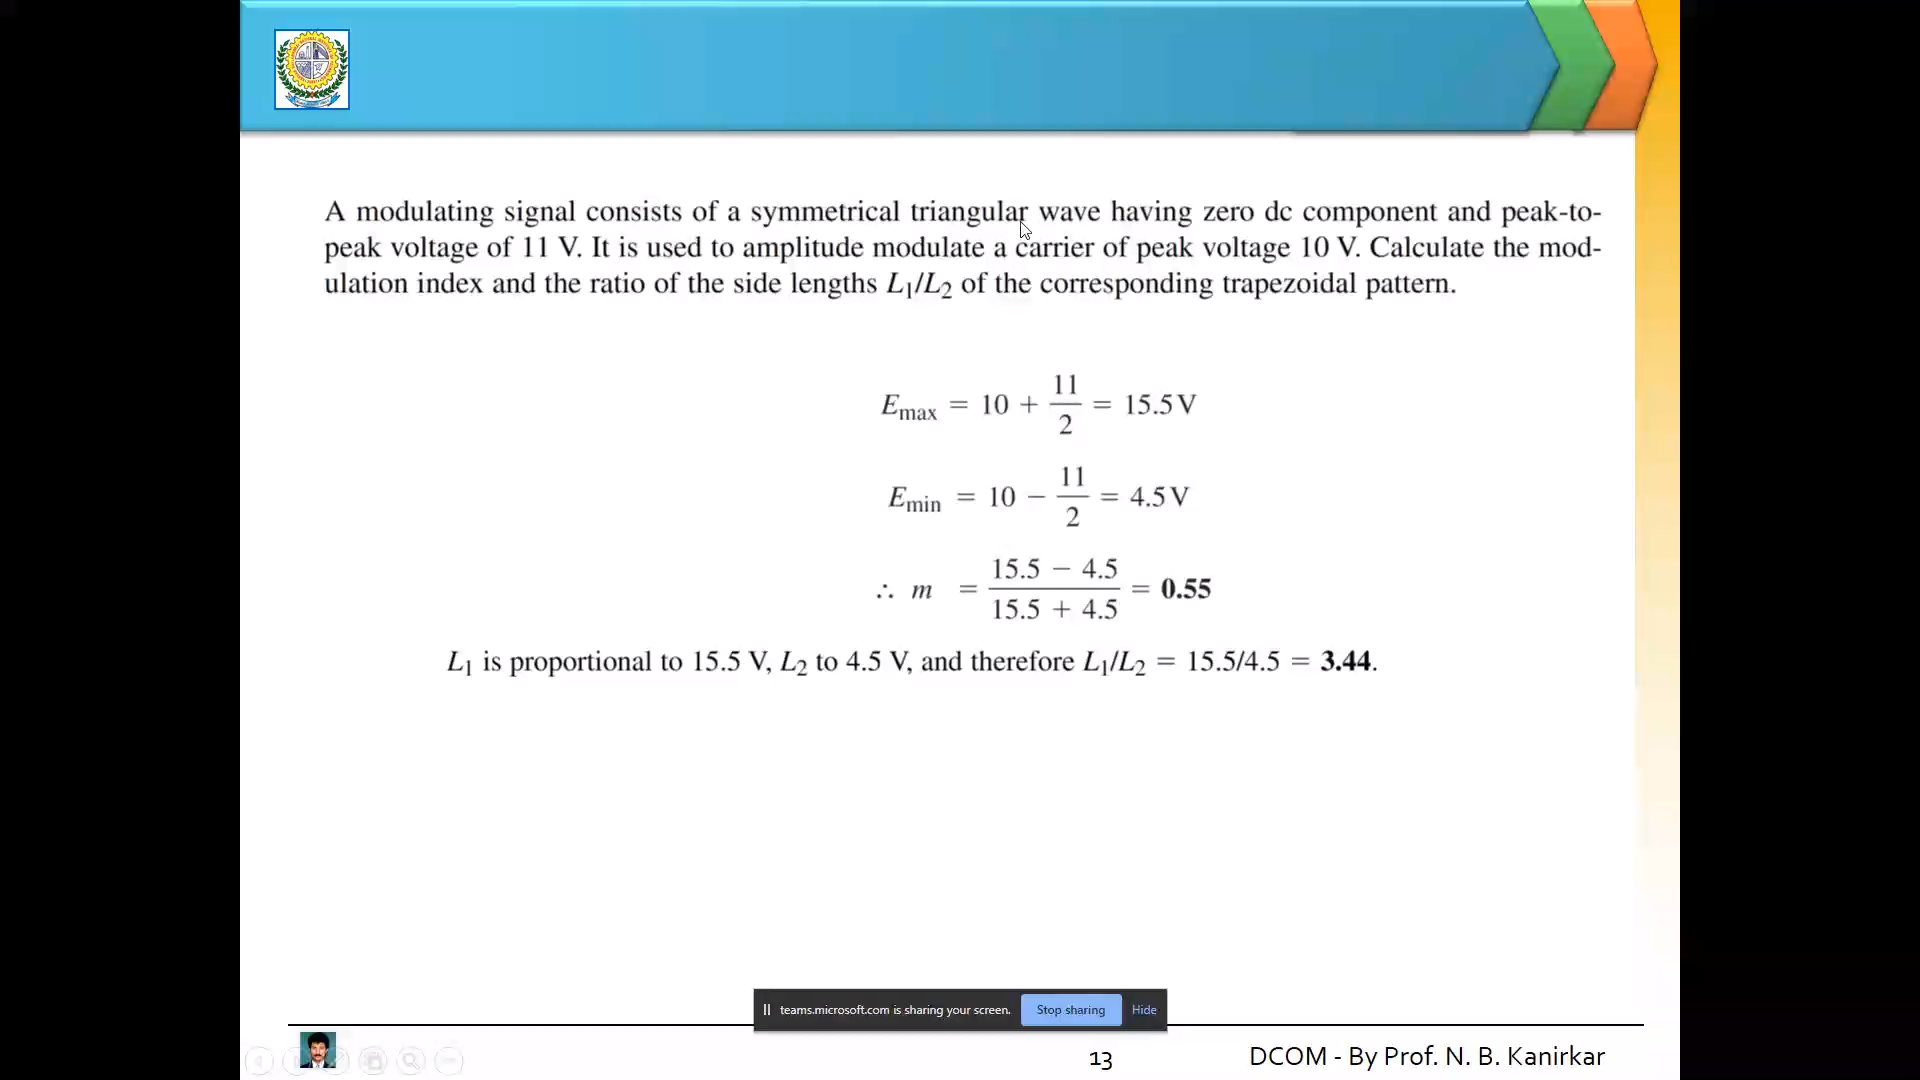 A modulating signal consists of a symmetrical triangular wave having zero dc component and peak-to-
peak voltage of 11 V. It is used to amplitude modulate a carrier of peak voltage 10 V. Calculate the mod-
ulation index and the ratio of the side lengths L₁/L₂ of the corresponding trapezoidal pattern.
E_max = 10 + 11/2 = 15.5 V
E_min = 10 − 11/2 = 4.5 V
∴ m = (15.5 − 4.5)/(15.5 + 4.5) = 0.55
L₁ is proportional to 15.5 V, L₂ to 4.5 V, and therefore L₁/L₂ = 15.5/4.5 = 3.44.
teams.microsoft.com is sharing your screen. Stop sharing Hide
13 DCOM - By Prof. N. B. Kanirkar